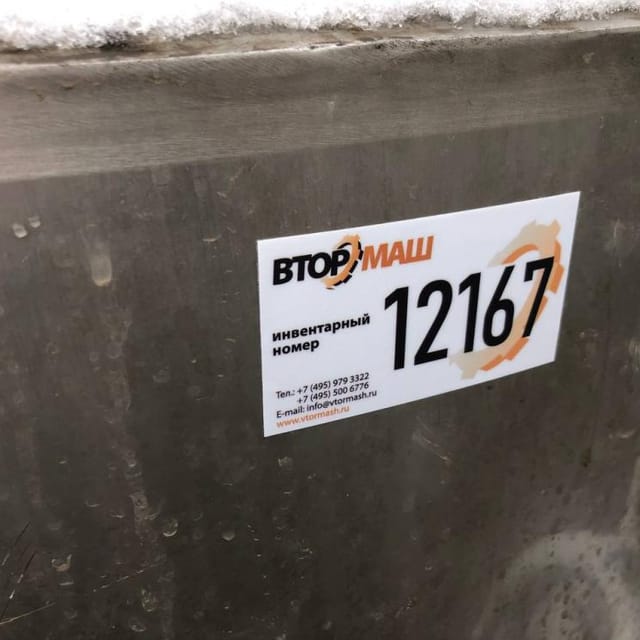 ВТОРМАШ
инвентарный
номер
12167
Тел.: +7 (495) 979 3322
+7 (495) 500 6776
E-mail: info@vtormash.ru
www.vtormash.ru